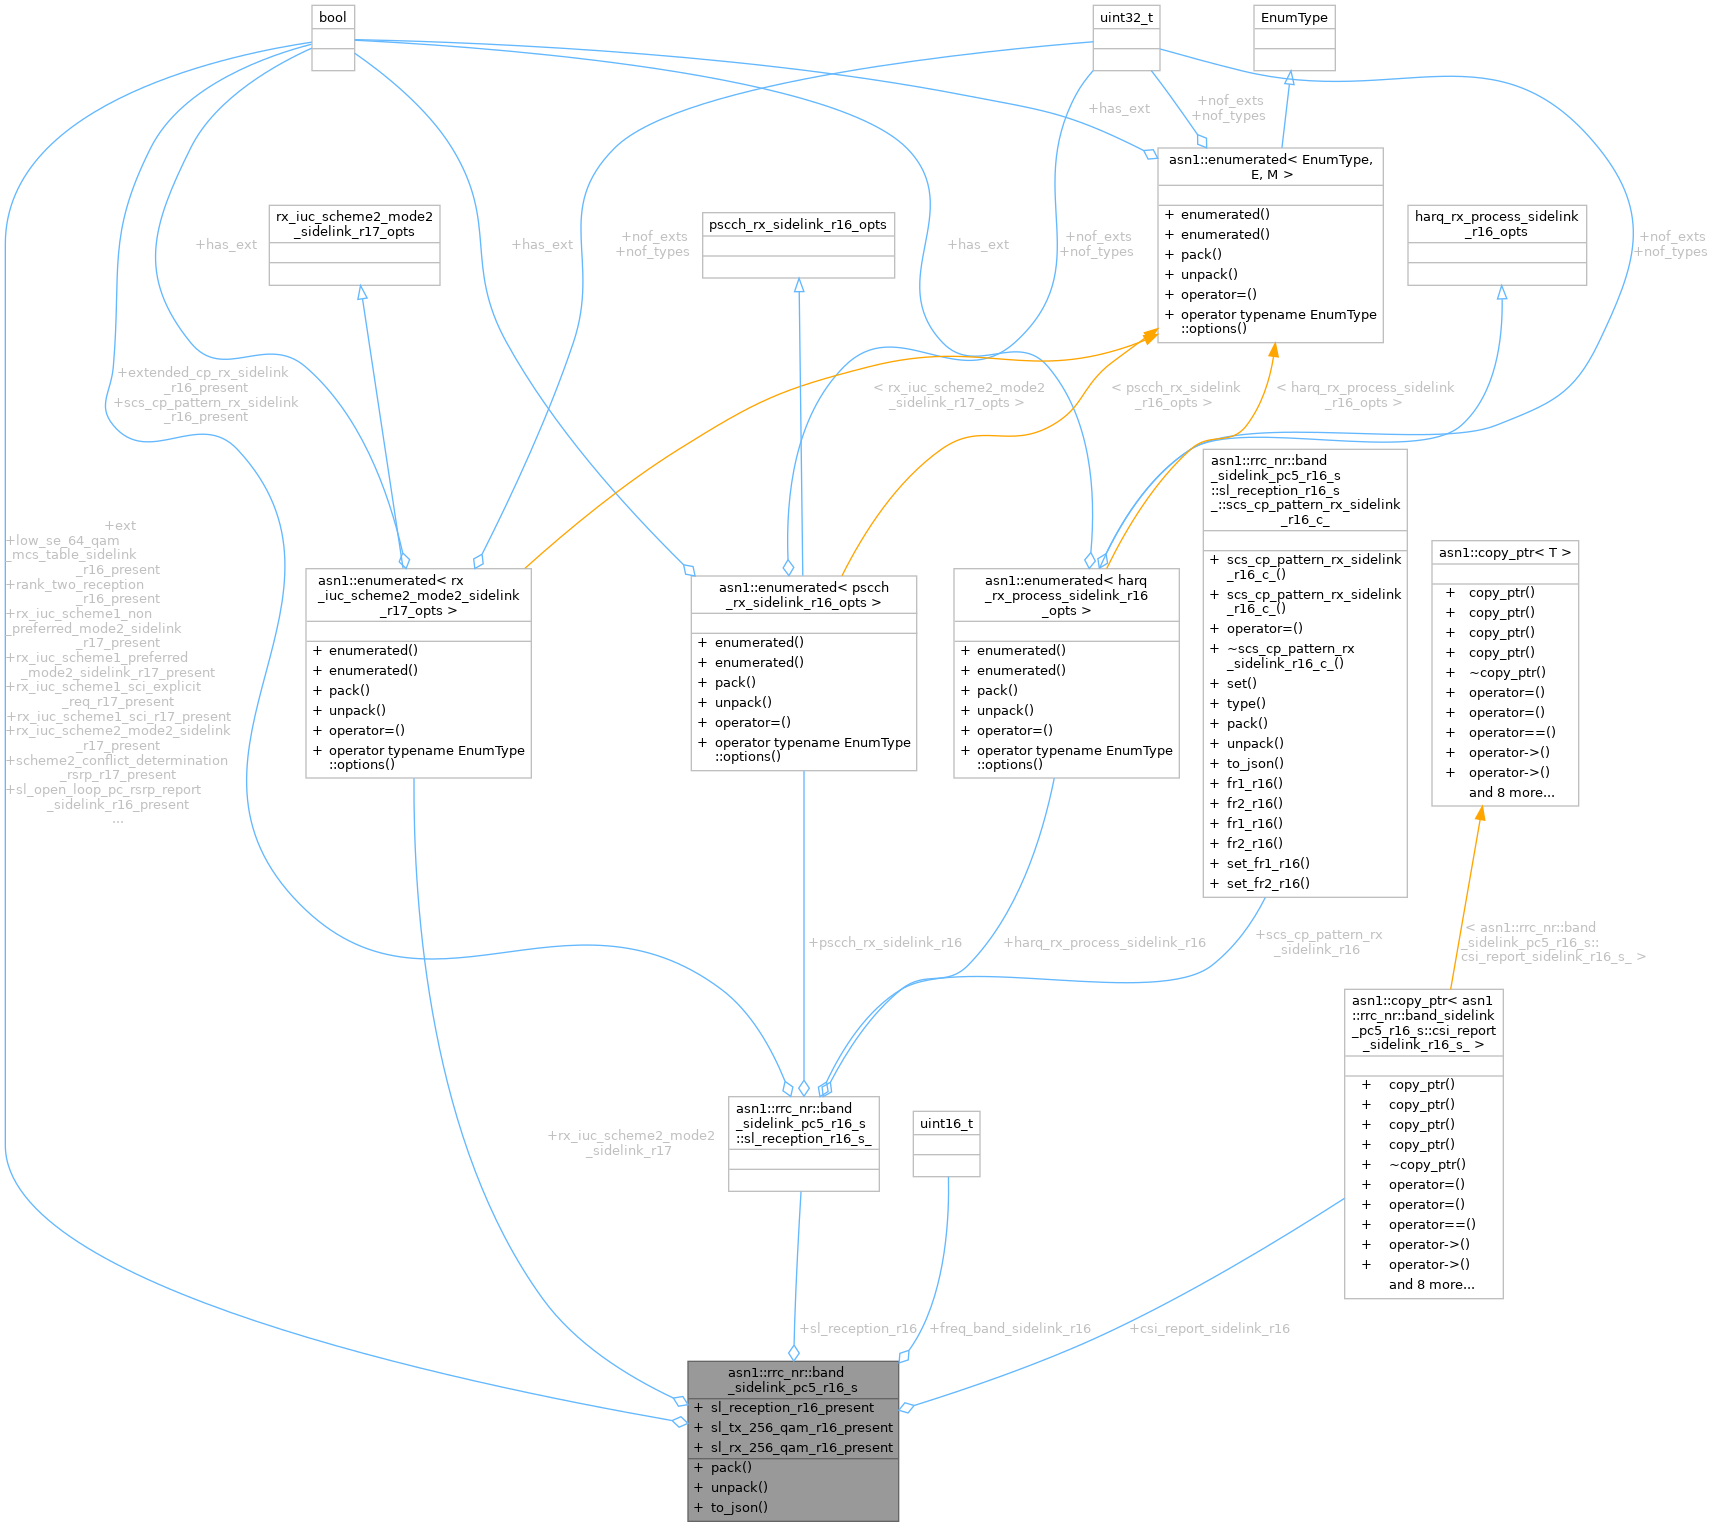 bool
uint32_t
EnumType
+has_ext
+nof_exts
+nof_types
asn1::enumerated< EnumType,
E, M >
+ enumerated()
+ enumerated()
+ pack()
+ unpack()
+ operator=()
+ operator typename EnumType
::options()
rx_iuc_scheme2_mode2
_sidelink_r17_opts
pscch_rx_sidelink_r16_opts
harq_rx_process_sidelink
_r16_opts
+has_ext
+has_ext
+nof_exts
+nof_types
+has_ext
+nof_exts
+nof_types
+nof_exts
+nof_types
+extended_cp_rx_sidelink
_r16_present
+scs_cp_pattern_rx_sidelink
_r16_present
< rx_iuc_scheme2_mode2
_sidelink_r17_opts >
< pscch_rx_sidelink
_r16_opts >
< harq_rx_process_sidelink
_r16_opts >
+ext
+low_se_64_qam
_mcs_table_sidelink
_r16_present
+rank_two_reception
_r16_present
+rx_iuc_scheme1_non
_preferred_mode2_sidelink
_r17_present
+rx_iuc_scheme1_preferred
_mode2_sidelink_r17_present
+rx_iuc_scheme1_sci_explicit
_req_r17_present
+rx_iuc_scheme1_sci_r17_present
+rx_iuc_scheme2_mode2_sidelink
_r17_present
+scheme2_conflict_determination
_rsrp_r17_present
+sl_open_loop_pc_rsrp_report
_sidelink_r16_present
...
asn1::enumerated< rx
_iuc_scheme2_mode2_sidelink
_r17_opts >
+ enumerated()
+ enumerated()
+ pack()
+ unpack()
+ operator=()
+ operator typename EnumType
::options()
asn1::enumerated< pscch
_rx_sidelink_r16_opts >
+ enumerated()
+ enumerated()
+ pack()
+ unpack()
+ operator=()
+ operator typename EnumType
::options()
asn1::enumerated< harq
_rx_process_sidelink_r16
_opts >
+ enumerated()
+ enumerated()
+ pack()
+ unpack()
+ operator=()
+ operator typename EnumType
::options()
asn1::rrc_nr::band
_sidelink_pc5_r16_s
::sl_reception_r16_s
_::scs_cp_pattern_rx_sidelink
_r16_c_
+ scs_cp_pattern_rx_sidelink
_r16_c_()
+ scs_cp_pattern_rx_sidelink
_r16_c_()
+ operator=()
+ ~scs_cp_pattern_rx
_sidelink_r16_c_()
+ set()
+ type()
+ pack()
+ unpack()
+ to_json()
+ fr1_r16()
+ fr2_r16()
+ fr1_r16()
+ fr2_r16()
+ set_fr1_r16()
+ set_fr2_r16()
asn1::copy_ptr< T >
+ copy_ptr()
+ copy_ptr()
+ copy_ptr()
+ copy_ptr()
+ ~copy_ptr()
+ operator=()
+ operator=()
+ operator==()
+ operator->()
+ operator->()
and 8 more...
+pscch_rx_sidelink_r16
+harq_rx_process_sidelink_r16
+scs_cp_pattern_rx
_sidelink_r16
< asn1::rrc_nr::band
_sidelink_pc5_r16_s::
csi_report_sidelink_r16_s_ >
asn1::copy_ptr< asn1
::rrc_nr::band_sidelink
_pc5_r16_s::csi_report
_sidelink_r16_s_ >
+ copy_ptr()
+ copy_ptr()
+ copy_ptr()
+ copy_ptr()
+ ~copy_ptr()
+ operator=()
+ operator=()
+ operator==()
+ operator->()
+ operator->()
and 8 more...
+rx_iuc_scheme2_mode2
_sidelink_r17
asn1::rrc_nr::band
_sidelink_pc5_r16_s
::sl_reception_r16_s_
uint16_t
+sl_reception_r16
+freq_band_sidelink_r16
+csi_report_sidelink_r16
asn1::rrc_nr::band
_sidelink_pc5_r16_s
+ sl_reception_r16_present
+ sl_tx_256_qam_r16_present
+ sl_rx_256_qam_r16_present
+ pack()
+ unpack()
+ to_json()